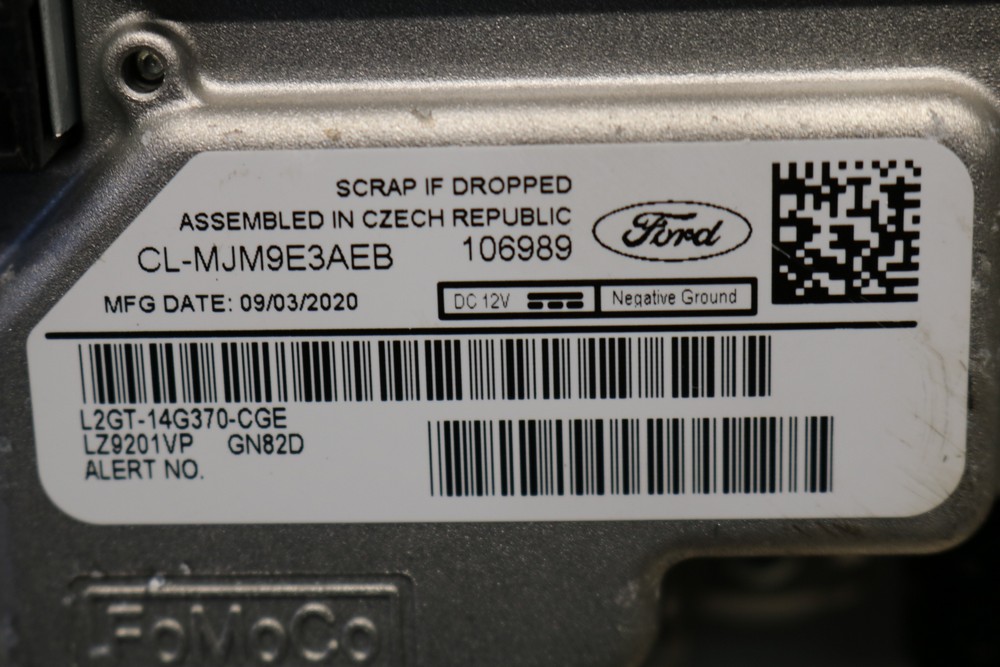 SCRAP IF DROPPED
ASSEMBLED IN CZECH REPUBLIC
CL-MJM9E3AEB 106989
Ford
MFG DATE: 09/03/2020
DC 12V Negative Ground
L2GT-14G370-CGE
LZ9201VP GN82D
ALERT NO.
FoMoCo